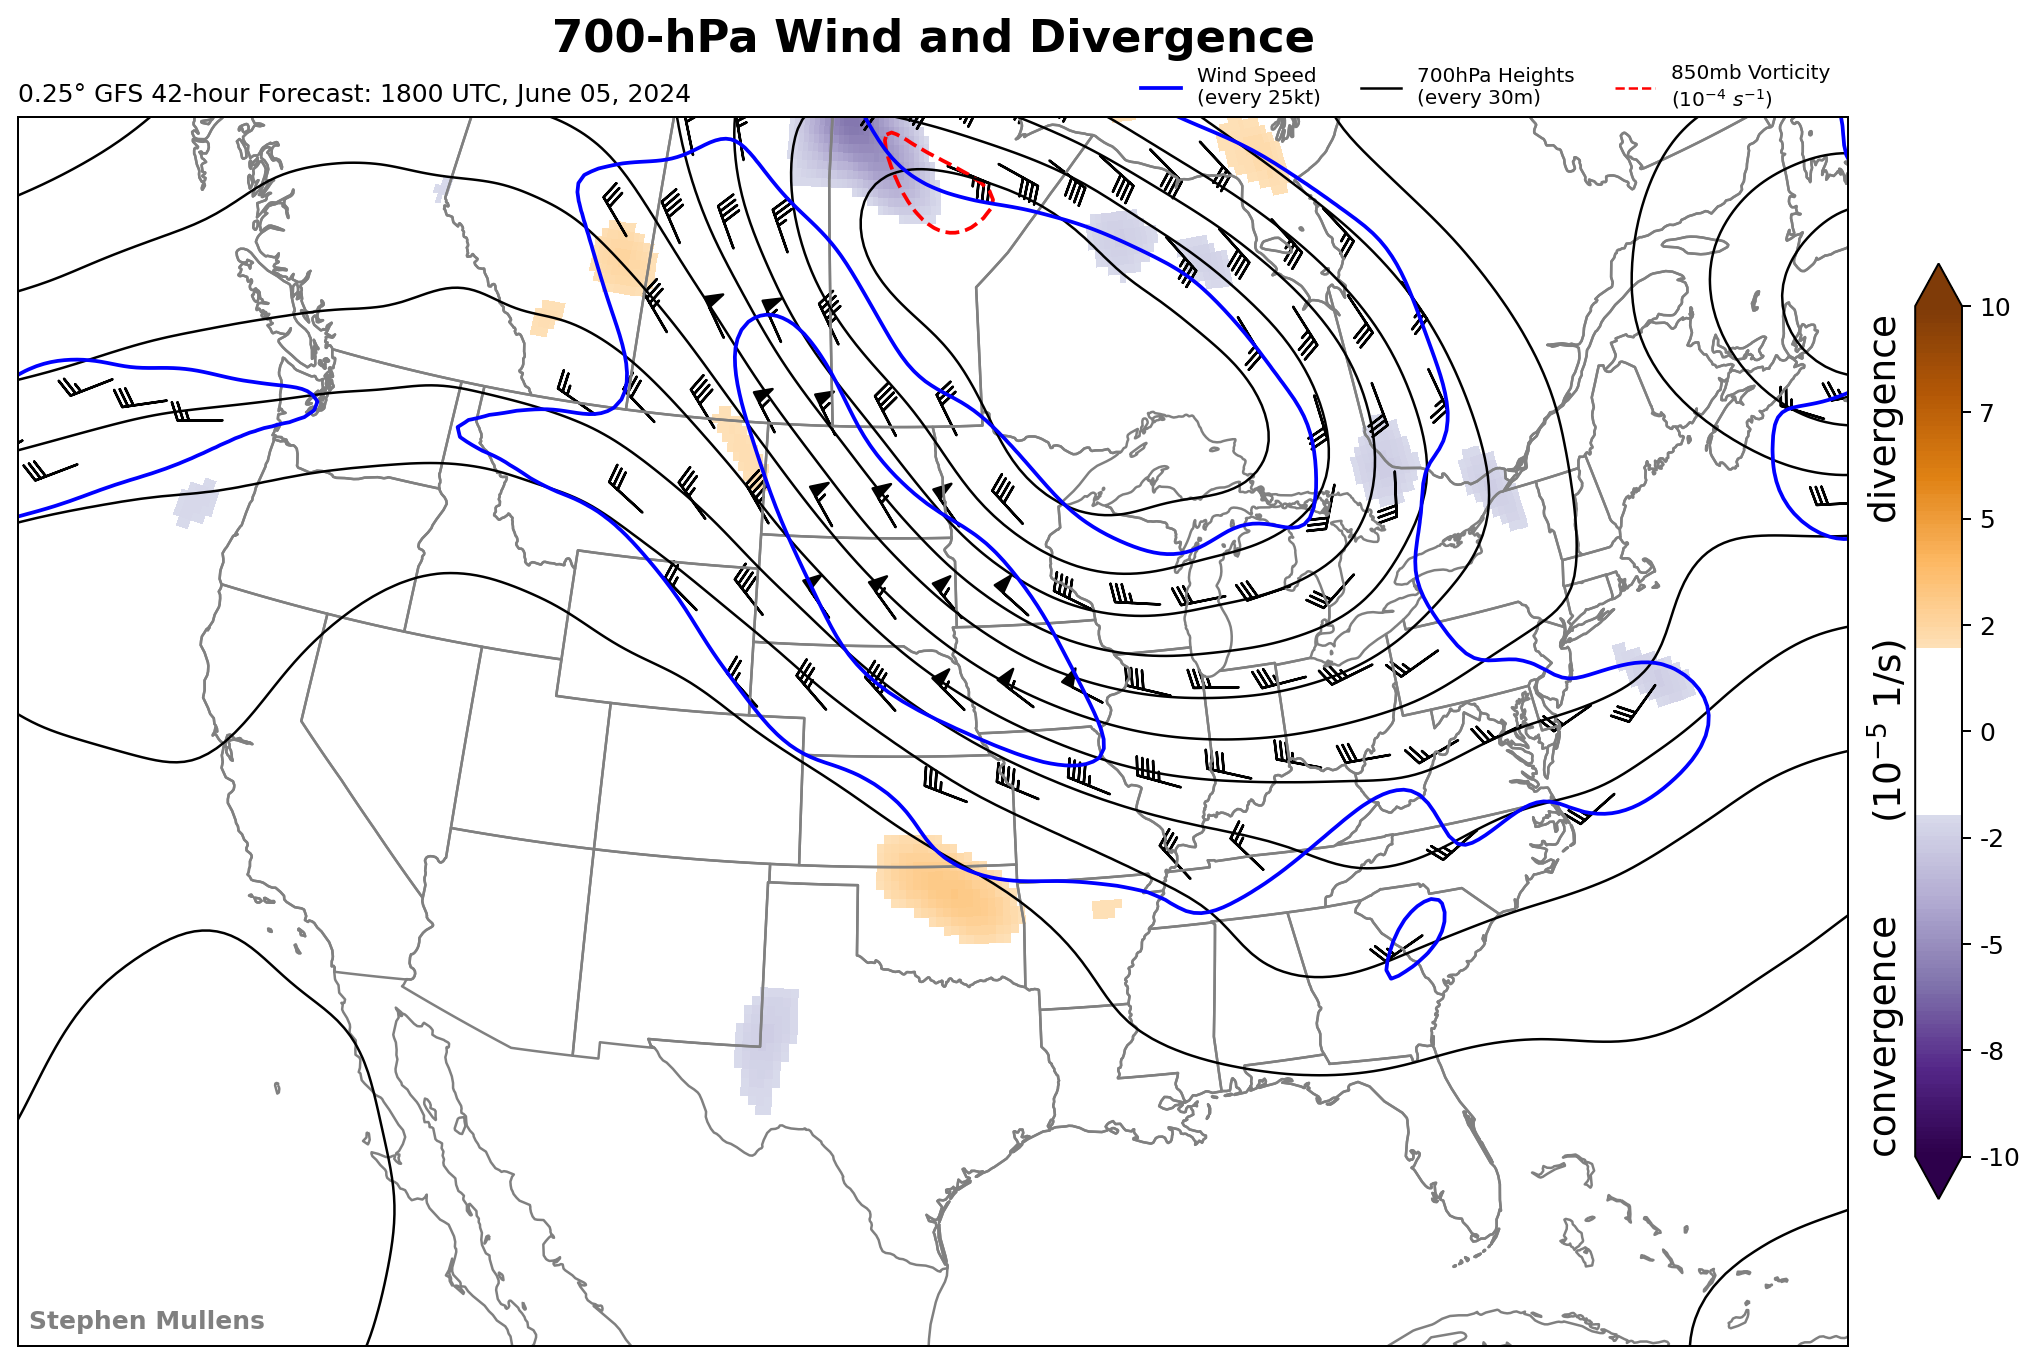 700-hPa Wind and Divergence
0.25° GFS 42-hour Forecast: 1800 UTC, June 05, 2024
Wind Speed
(every 25kt)
700hPa Heights
(every 30m)
850mb Vorticity
(10⁻⁴ s⁻¹)
10
7
5
2
0
-2
-5
-8
-10
convergence (10⁻⁵ 1/s) divergence
Stephen Mullens